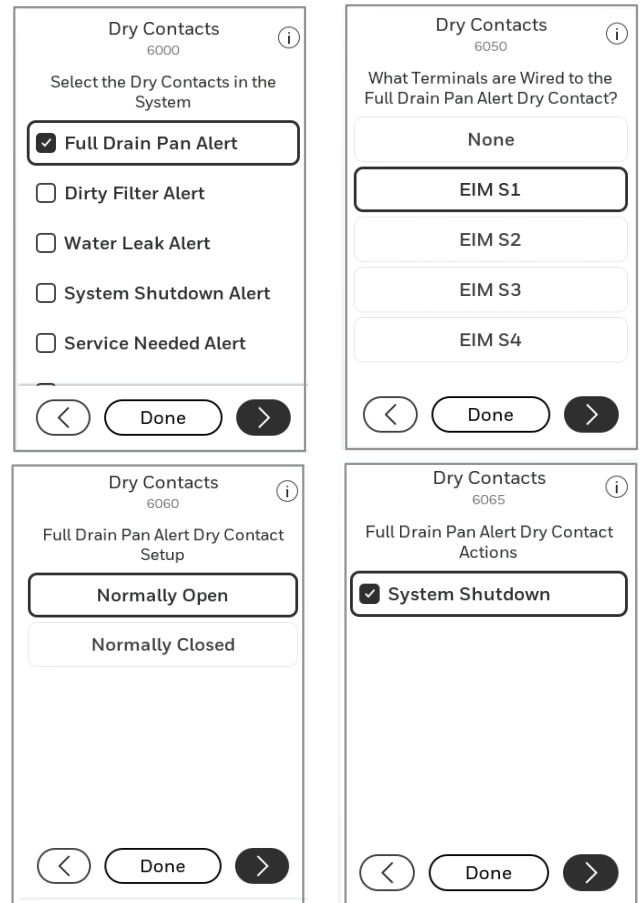 Dry Contacts
6000
Select the Dry Contacts in the
System
Full Drain Pan Alert
Dirty Filter Alert
Water Leak Alert
System Shutdown Alert
Service Needed Alert
Done
Dry Contacts
6050
What Terminals are Wired to the
Full Drain Pan Alert Dry Contact?
None
EIM S1
EIM S2
EIM S3
EIM S4
Done
Dry Contacts
6060
Full Drain Pan Alert Dry Contact
Setup
Normally Open
Normally Closed
Done
Dry Contacts
6065
Full Drain Pan Alert Dry Contact
Actions
System Shutdown
Done